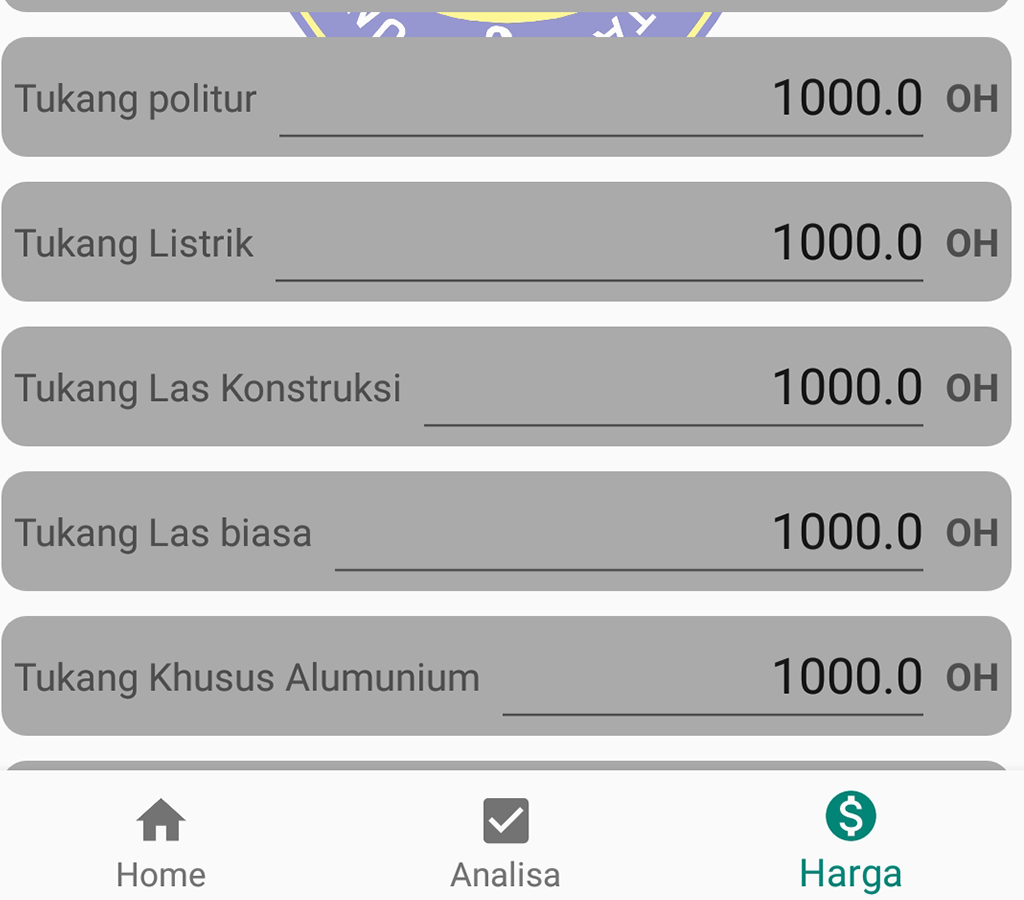 Tukang politur 1000.0 OH
Tukang Listrik 1000.0 OH
Tukang Las Konstruksi 1000.0 OH
Tukang Las biasa 1000.0 OH
Tukang Khusus Alumunium 1000.0 OH
Home Analisa Harga